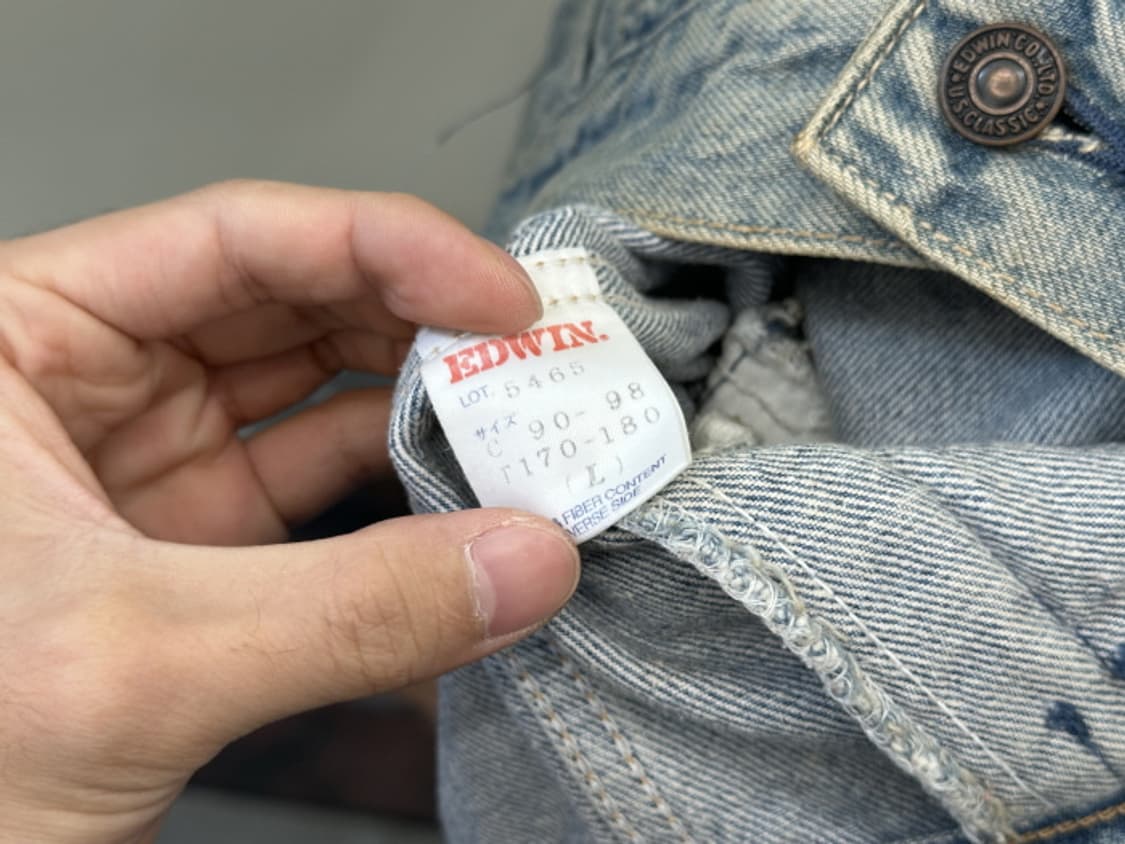 EDWIN CO.,LTD
U.S CLASSIC
EDWIN.
LOT. 5465
サイズ
C 90-98
T170-180
(L)
FIBER CONTENT
VERSE SIDE